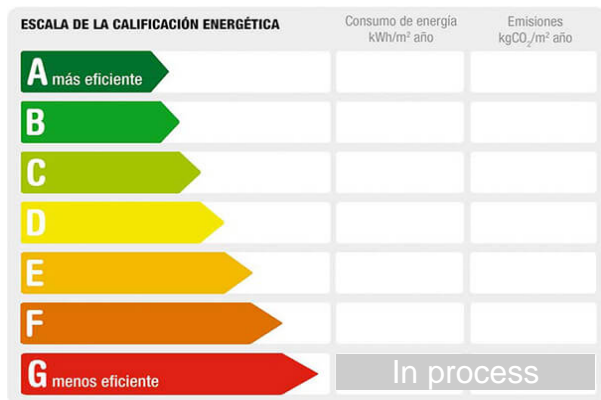 ESCALA DE LA CALIFICACIÓN ENERGÉTICA
Consumo de energía
kWh/m² año
Emisiones
kgCO₂/m² año
A más eficiente
B
C
D
E
F
G menos eficiente
In process